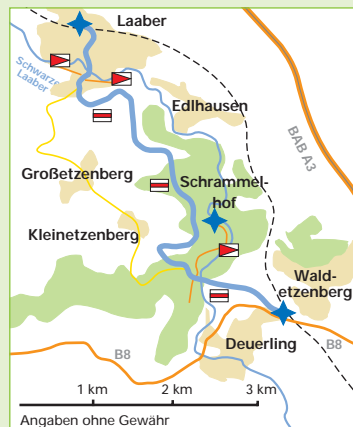 Laaber
Schwarze
Laaber
Edlhausen
BAB A3
Großetzenberg
Schrammel-
hof
Kleinetzenberg
Wald-
etzenberg
Deuerling
B8
B8
1 km 2 km 3 km
Angaben ohne Gewähr